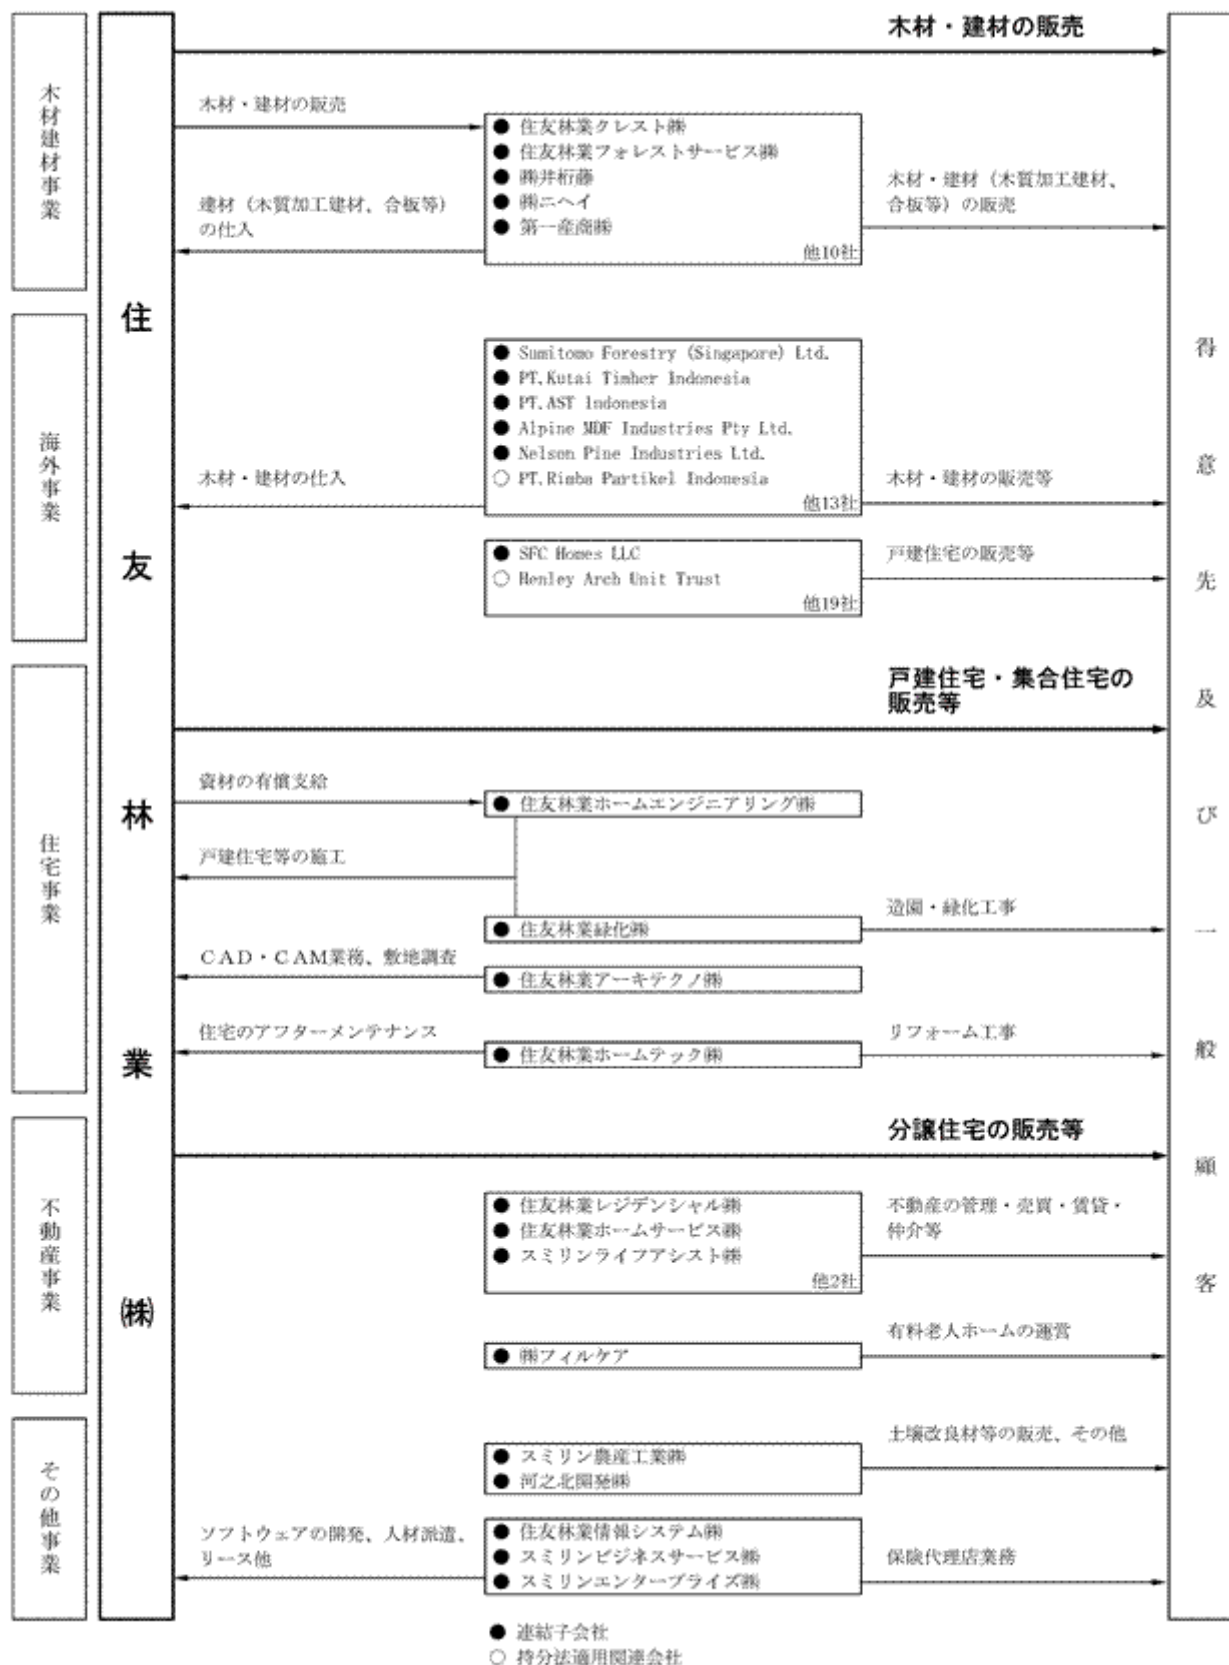 木材・建材の販売
木材建材事業
木材・建材の販売
● 住友林業クレスト㈱
● 住友林業フォレストサービス㈱
● ㈱井桁藤
● ㈱ニヘイ
● 第一産商㈱
他10社
建材（木質加工建材、合板等）
の仕入
木材・建材（木質加工建材、
合板等）の販売
住友林業㈱
得意先及び一般顧客
海外事業
● Sumitomo Forestry (Singapore) Ltd.
● PT.Kutai Timber Indonesia
● PT.AST Indonesia
● Alpine MDF Industries Pty Ltd.
● Nelson Pine Industries Ltd.
○ PT.Rimba Partikel Indonesia
他13社
木材・建材の仕入
木材・建材の販売等
● SFC Homes LLC
○ Henley Arch Unit Trust
他19社
戸建住宅の販売等
戸建住宅・集合住宅の
販売等
住宅事業
資材の有償支給
● 住友林業ホームエンジニアリング㈱
戸建住宅等の施工
● 住友林業緑化㈱
造園・緑化工事
CAD・CAM業務、敷地調査
● 住友林業アーキテクノ㈱
住宅のアフターメンテナンス
● 住友林業ホームテック㈱
リフォーム工事
分譲住宅の販売等
不動産事業
● 住友林業レジデンシャル㈱
● 住友林業ホームサービス㈱
● スミリンライフアシスト㈱
他2社
不動産の管理・売買・賃貸・
仲介等
● ㈱フィルケア
有料老人ホームの運営
その他事業
● スミリン農産工業㈱
● 河之北開発㈱
土壌改良材等の販売、その他
ソフトウェアの開発、人材派遣、
リース他
● 住友林業情報システム㈱
● スミリンビジネスサービス㈱
● スミリンエンタープライズ㈱
保険代理店業務
● 連結子会社
○ 持分法適用関連会社